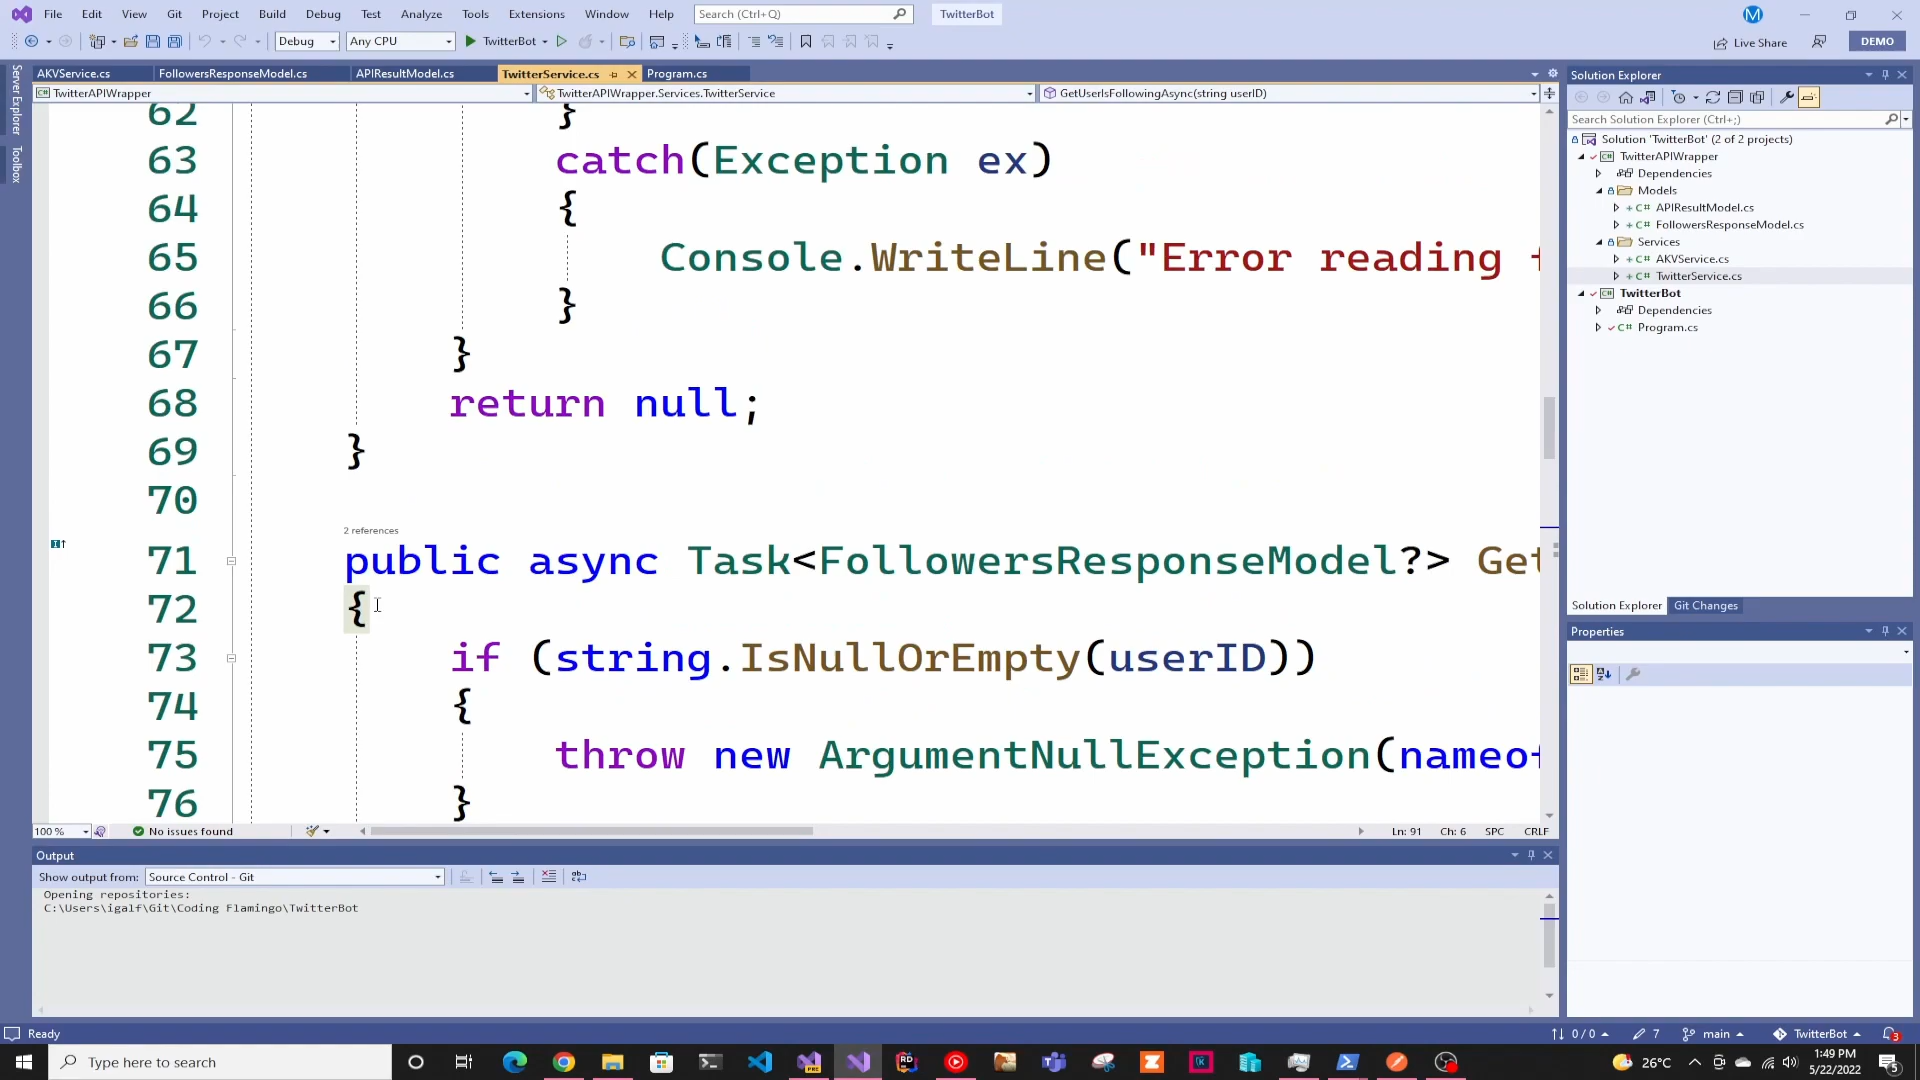 File Edit View Git Project Build Debug Test Analyze Tools Extensions Window Help Search (Ctrl+Q) TwitterBot
Debug Any CPU TwitterBot Live Share DEMO
AKVService.cs FollowersResponseModel.cs APIResultModel.cs TwitterService.cs Program.cs
TwitterAPIWrapper TwitterAPIWrapper.Services.TwitterService GetUserIsFollowingAsync(string userID)
Server Explorer
Toolbox
62 }
63 catch(Exception ex)
64 {
65 Console.WriteLine("Error reading
66 }
67 }
68 return null;
69 }
70
2 references
71 public async Task<FollowersResponseModel?> Get
72 {
73 if (string.IsNullOrEmpty(userID))
74 {
75 throw new ArgumentNullException(nameof
76 }
100 % No issues found Ln: 91 Ch: 6 SPC CRLF
Output
Show output from: Source Control - Git
Opening repositories:
C:\Users\igalf\Git\Coding Flamingo\TwitterBot
Solution Explorer
Search Solution Explorer (Ctrl+;)
Solution 'TwitterBot' (2 of 2 projects)
TwitterAPIWrapper
Dependencies
Models
C# APIResultModel.cs
C# FollowersResponseModel.cs
Services
C# AKVService.cs
C# TwitterService.cs
TwitterBot
Dependencies
C# Program.cs
Solution Explorer Git Changes
Properties
Ready 0 / 0 7 main TwitterBot 3
Type here to search 26°C 1:49 PM
5/22/2022 5